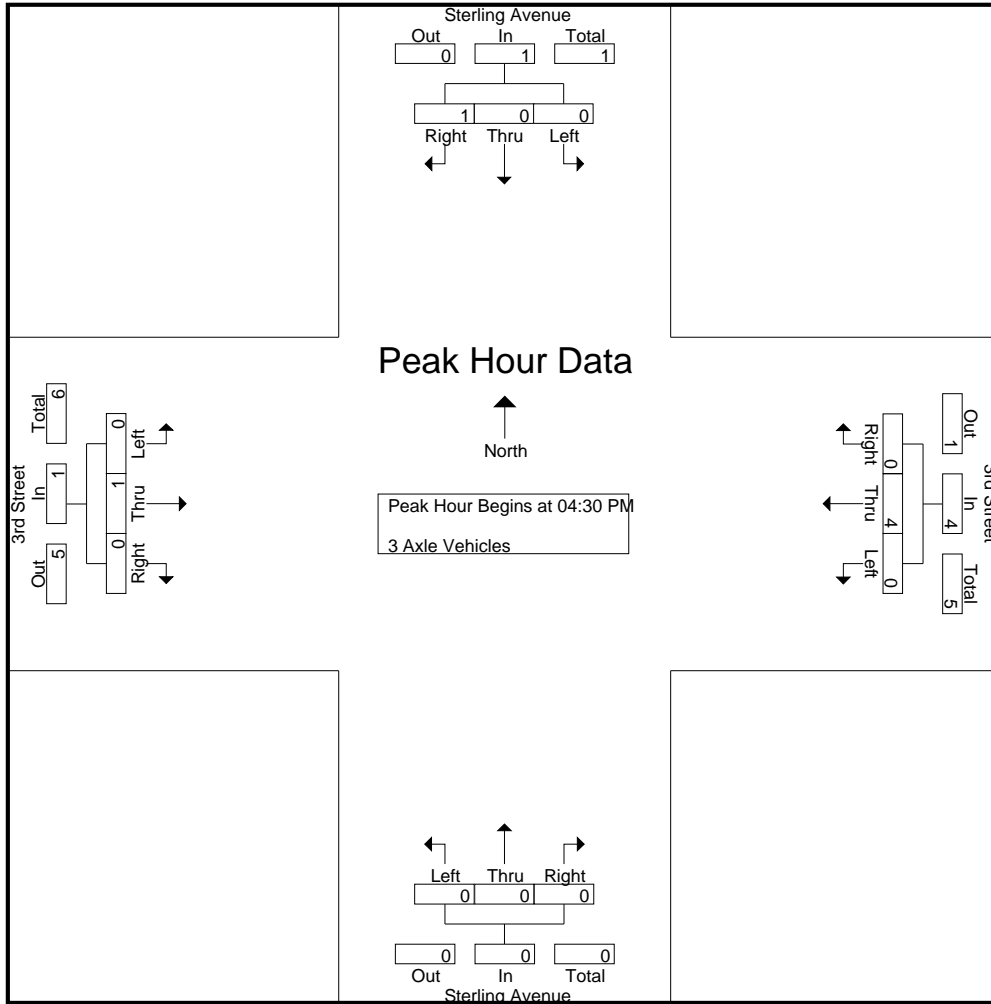 Sterling Avenue
Out In Total
0 1 1
1 0 0
Right Thru Left
Peak Hour Data
North
Peak Hour Begins at 04:30 PM
3 Axle Vehicles
3rd Street
Out In Total
5 1 6
0 1 0
Left Thru Right
3rd Street
Out In Total
1 4 5
0 4 0
Right Thru Left
Left Thru Right
0 0 0
0 0 0
Out In Total
Sterling Avenue